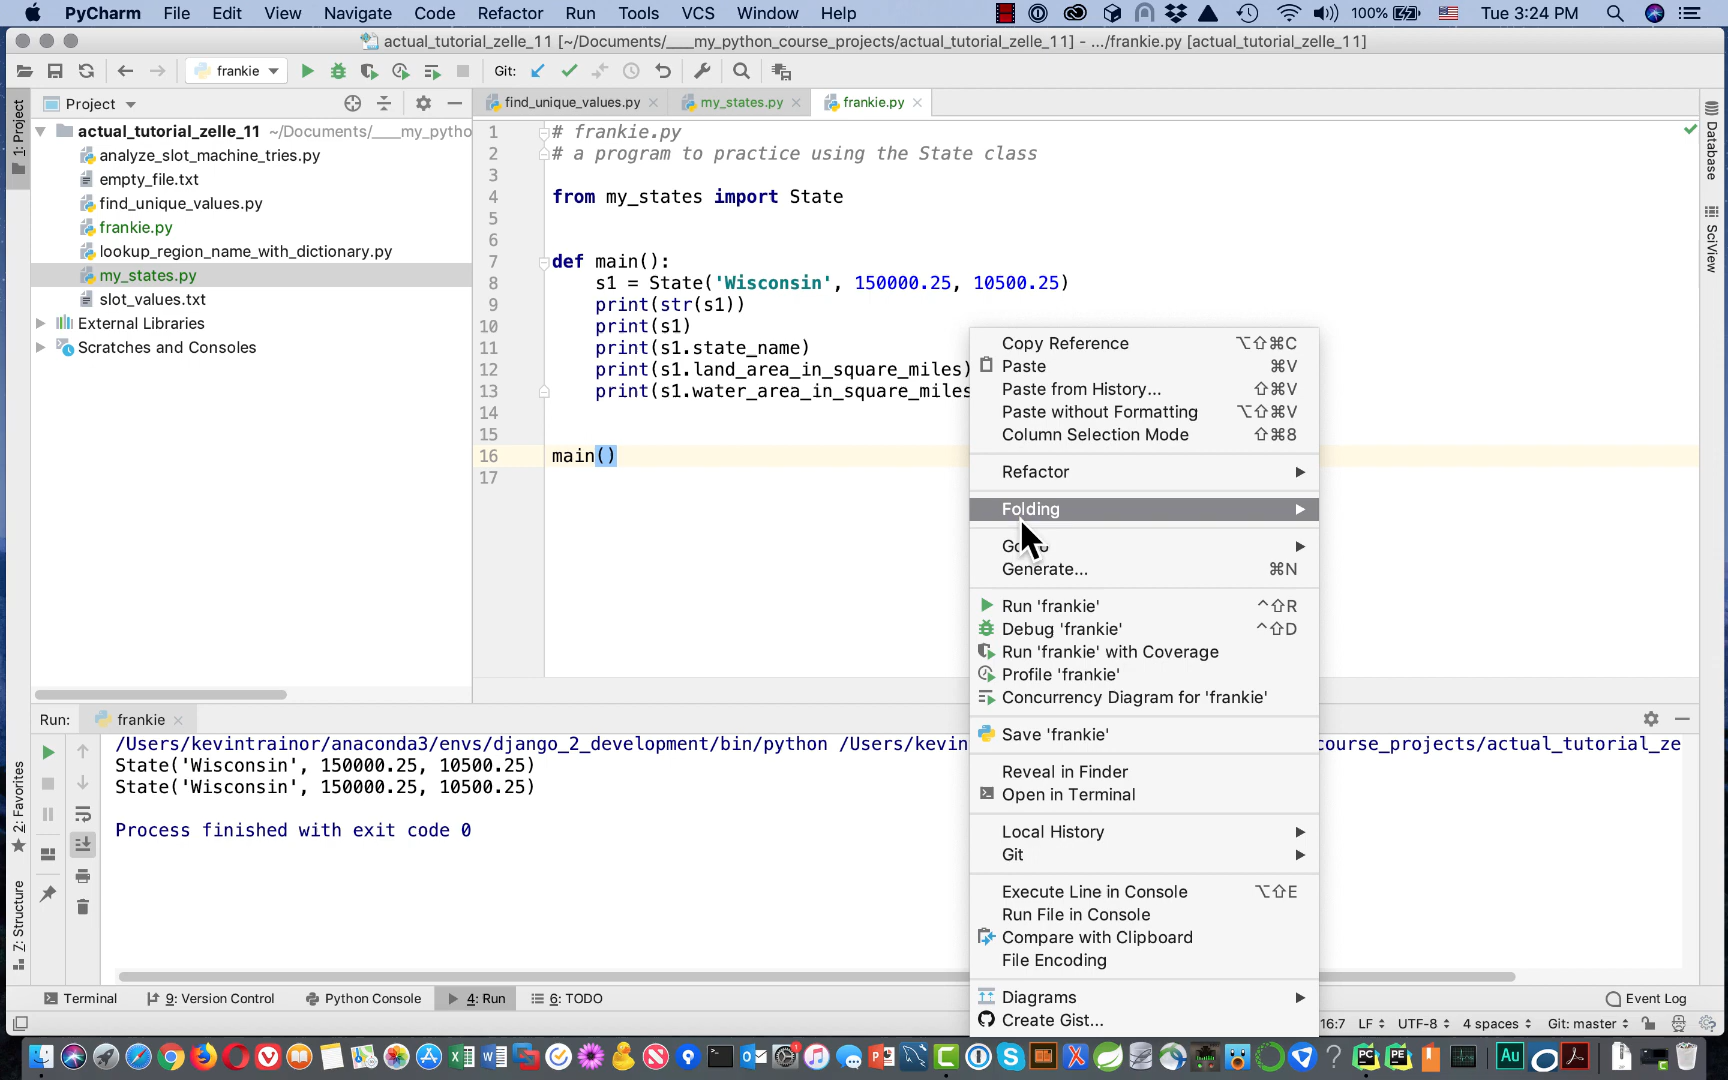 PyCharm File Edit View Navigate Code Refactor Run Tools VCS Window Help 100% Tue 3:24 PM
actual_tutorial_zelle_11 [~/Documents/___my_python_course_projects/actual_tutorial_zelle_11] - .../frankie.py [actual_tutorial_zelle_11]
frankie Git:
1: Project
Project
find_unique_values.py my_states.py frankie.py
actual_tutorial_zelle_11 ~/Documents/___my_pytho
analyze_slot_machine_tries.py
empty_file.txt
find_unique_values.py
frankie.py
lookup_region_name_with_dictionary.py
my_states.py
slot_values.txt
External Libraries
Scratches and Consoles
1 # frankie.py
2 # a program to practice using the State class
3
4 from my_states import State
5
6
7 def main():
8 s1 = State('Wisconsin', 150000.25, 10500.25)
9 print(str(s1))
10 print(s1)
11 print(s1.state_name)
12 print(s1.land_area_in_square_miles)
13 print(s1.water_area_in_square_miles
14
15
16 main()
17
Database
SciView
Copy Reference ⌥⇧⌘C
Paste ⌘V
Paste from History... ⇧⌘V
Paste without Formatting ⌥⇧⌘V
Column Selection Mode ⇧⌘8
Refactor
Folding
Go To
Generate... ⌘N
Run 'frankie' ^⇧R
Debug 'frankie' ^⇧D
Run 'frankie' with Coverage
Profile 'frankie'
Concurrency Diagram for 'frankie'
Save 'frankie'
Reveal in Finder
Open in Terminal
Local History
Git
Execute Line in Console ⌥⇧E
Run File in Console
Compare with Clipboard
File Encoding
Diagrams
Create Gist...
Run: frankie
/Users/kevintrainor/anaconda3/envs/django_2_development/bin/python /Users/kevin
course_projects/actual_tutorial_ze
State('Wisconsin', 150000.25, 10500.25)
State('Wisconsin', 150000.25, 10500.25)
Process finished with exit code 0
2: Favorites
Z: Structure
Terminal 9: Version Control Python Console 4: Run 6: TODO Event Log
16:7 LF UTF-8 4 spaces Git: master